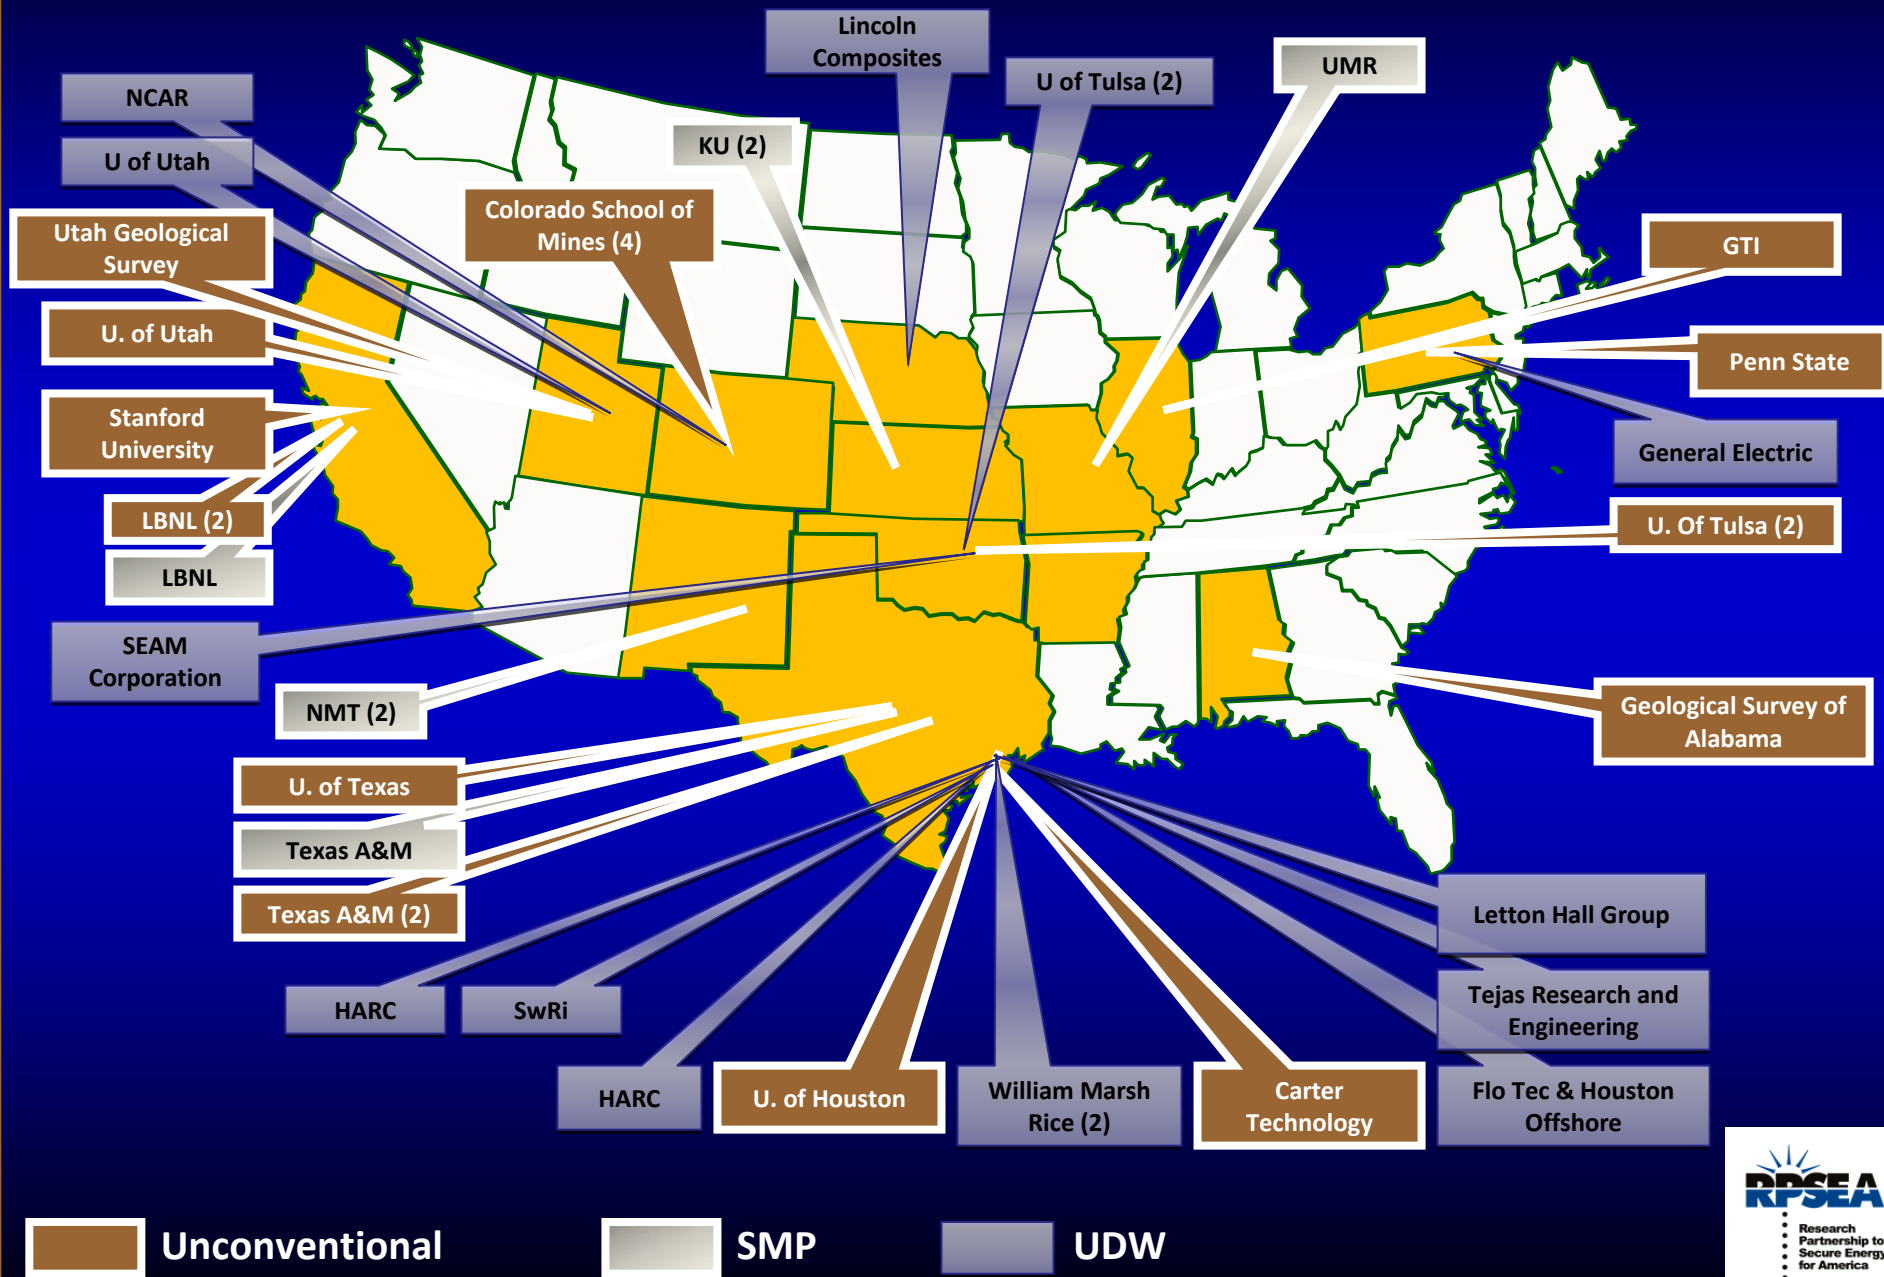 Lincoln
Composites
NCAR
U of Tulsa (2)
UMR
KU (2)
U of Utah
Colorado School of
Mines (4)
Utah Geological
Survey
GTI
U. of Utah
Penn State
Stanford
University
General Electric
LBNL (2)
U. Of Tulsa (2)
LBNL
SEAM
Corporation
NMT (2)
Geological Survey of
Alabama
U. of Texas
Texas A&M
Texas A&M (2)
Letton Hall Group
HARC
SwRi
Tejas Research and
Engineering
HARC
U. of Houston
William Marsh
Rice (2)
Carter
Technology
Flo Tec & Houston
Offshore
RPSEA
Research
Partnership to
Secure Energy
for America
Unconventional
SMP
UDW